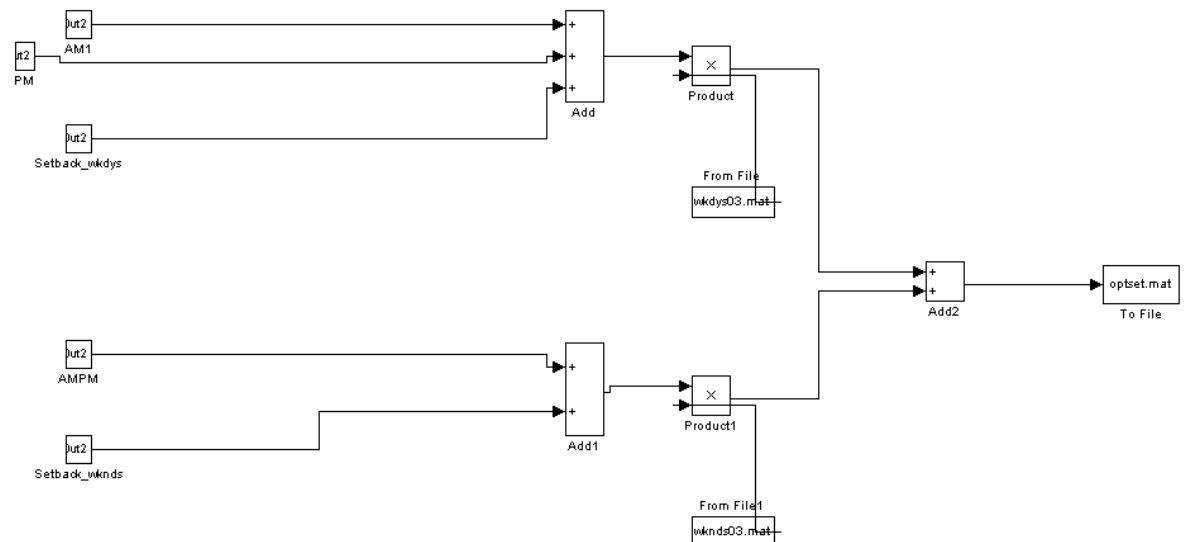 Out2
AM1
+
Out2
PM
+
×
Product
+
Add
Out2
Setback_wkdys
From File
wkdys03.mat
+
+
Add2
optset.mat
To File
Out2
AMPM
+
×
Product1
+
Add1
Out2
Setback_wknds
From File1
wknds03.mat